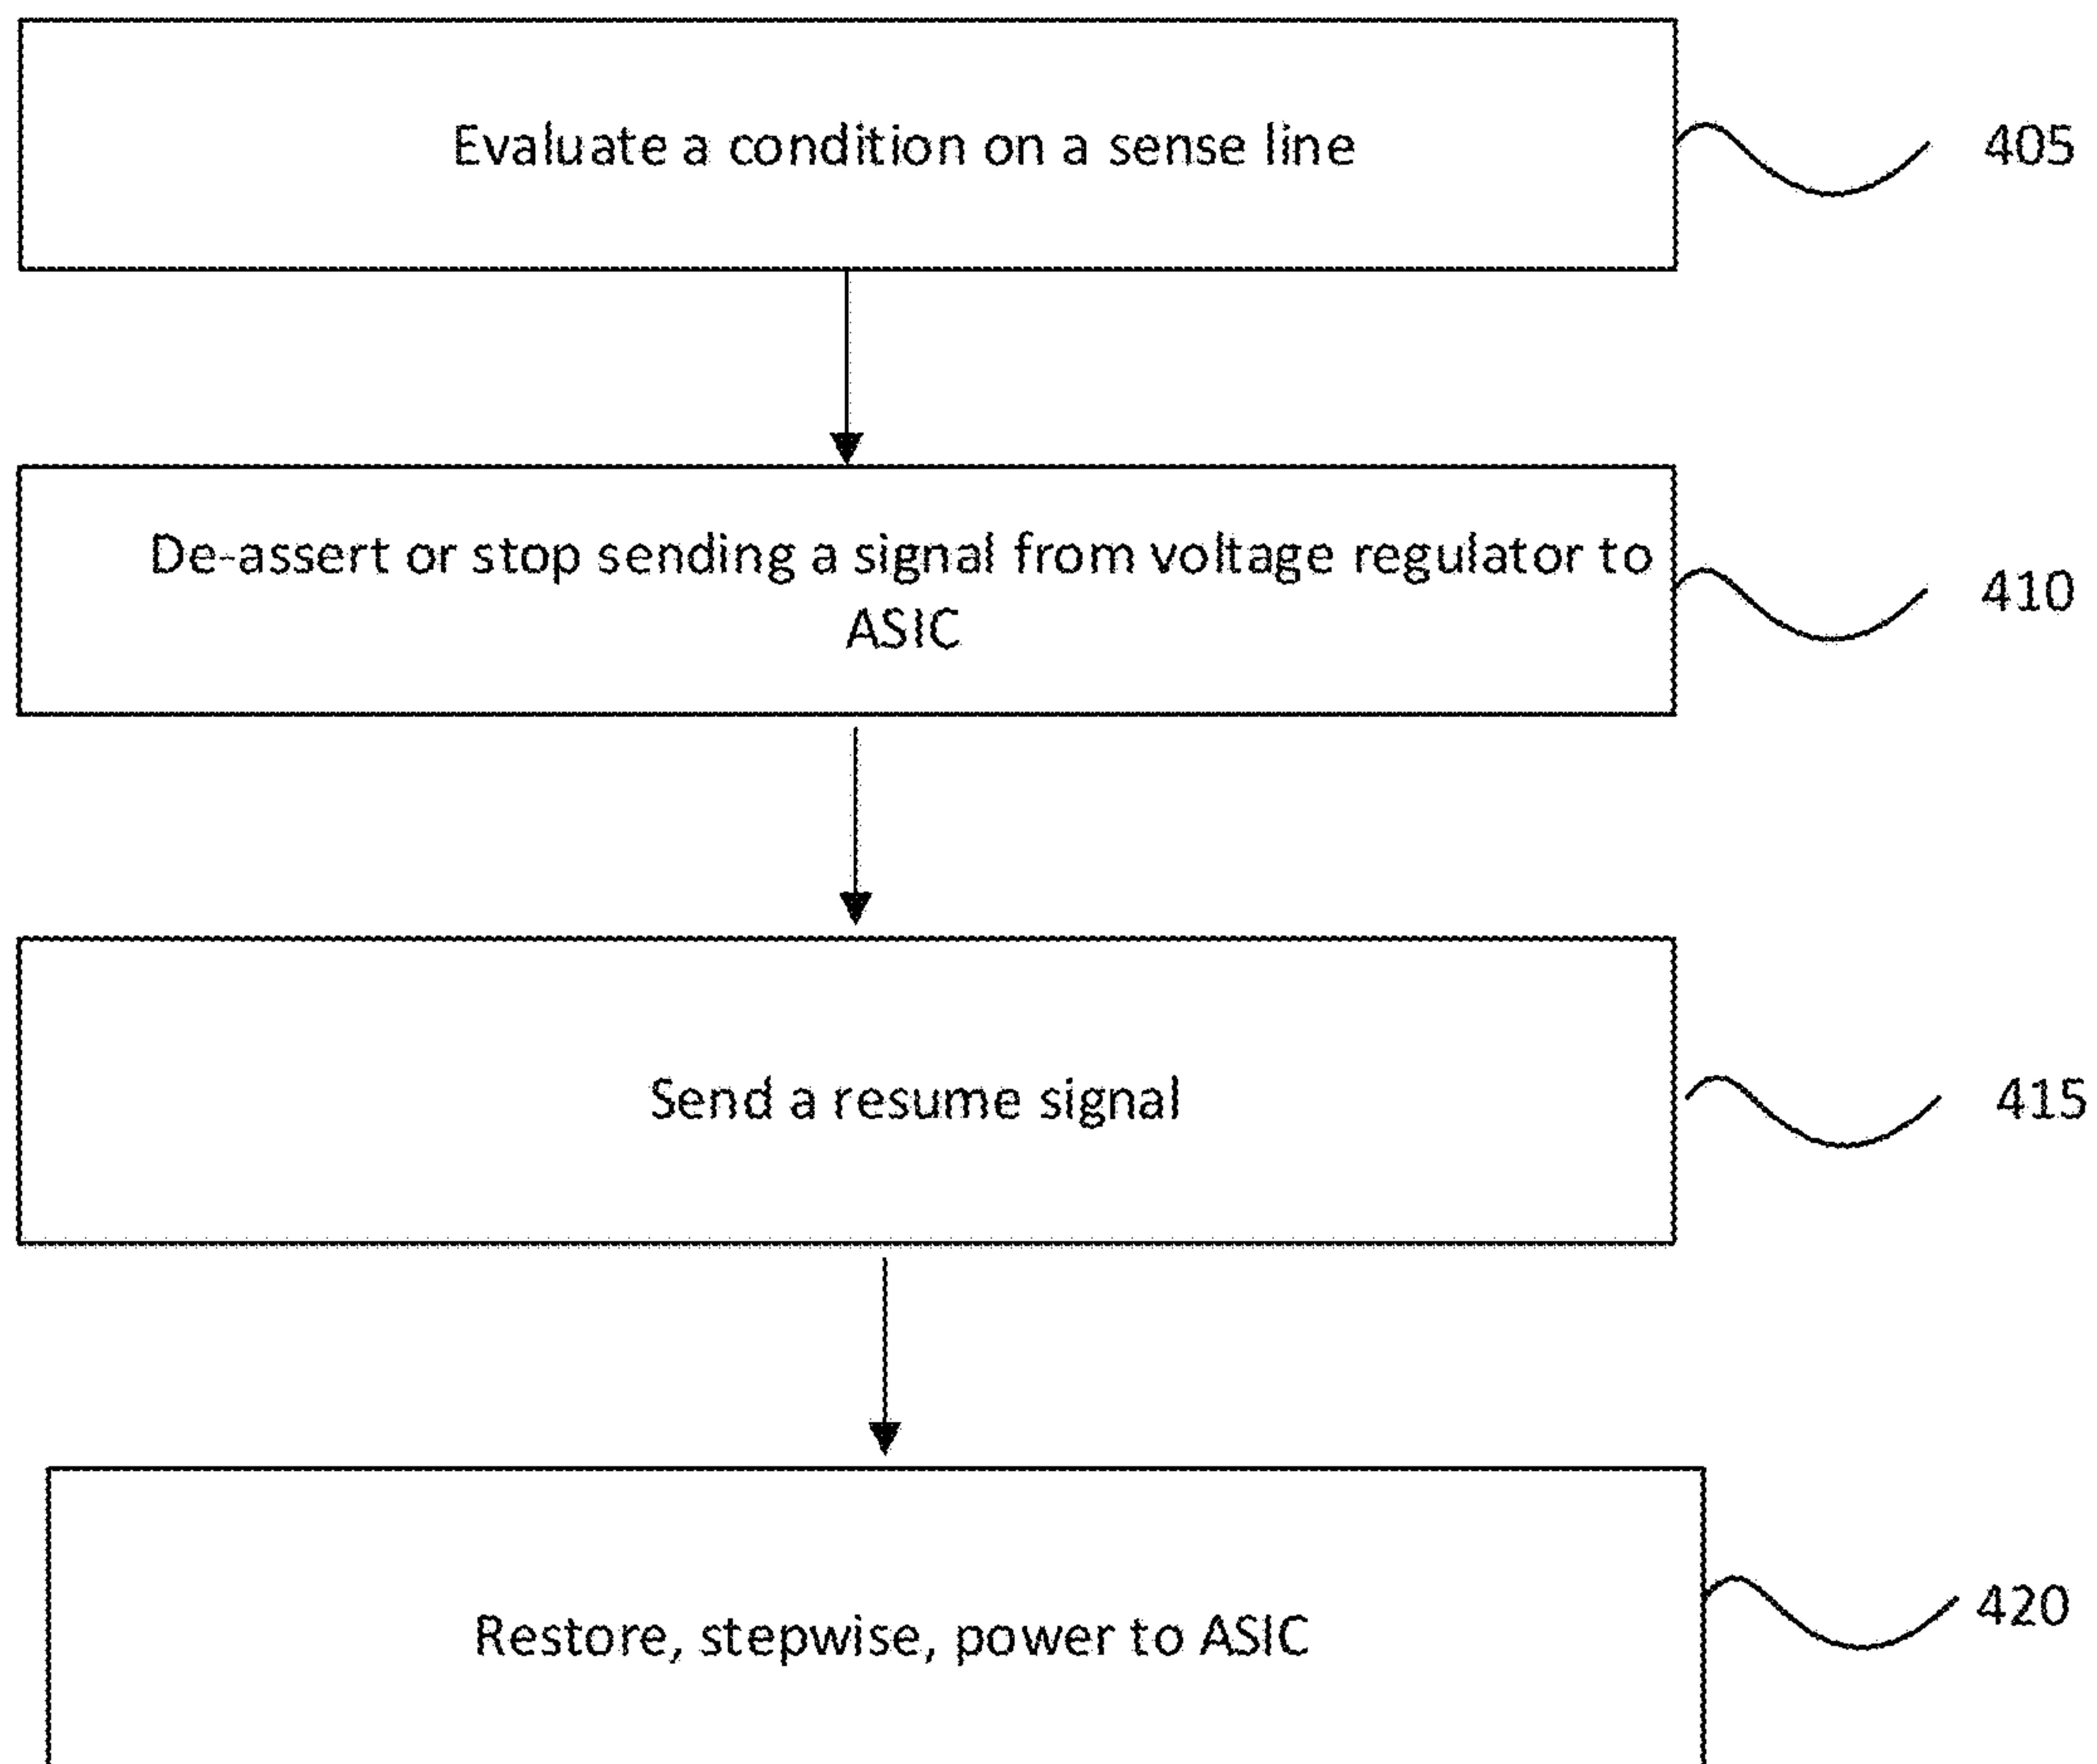 Evaluate a condition on a sense line
405
De-assert or stop sending a signal from voltage regulator to
ASIC
410
Send a resume signal
415
Restore, stepwise, power to ASIC
420